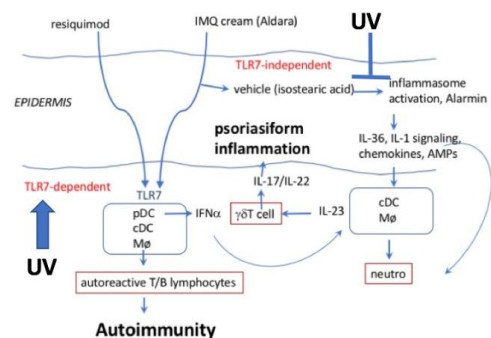 resiquimod
IMQ cream (Aldara)
UV
TLR7-independent
vehicle (isostearic acid)
inflammasome
activation, Alarmin
EPIDERMIS
psoriasiform
inflammation
IL-36, IL-1 signaling,
chemokines, AMPs
TLR7-dependent
IL-17/IL-22
TLR7
pDC
cDC
Mø
IFNα
γδT cell
IL-23
cDC
Mø
UV
autoreactive T/B lymphocytes
neutro
Autoimmunity